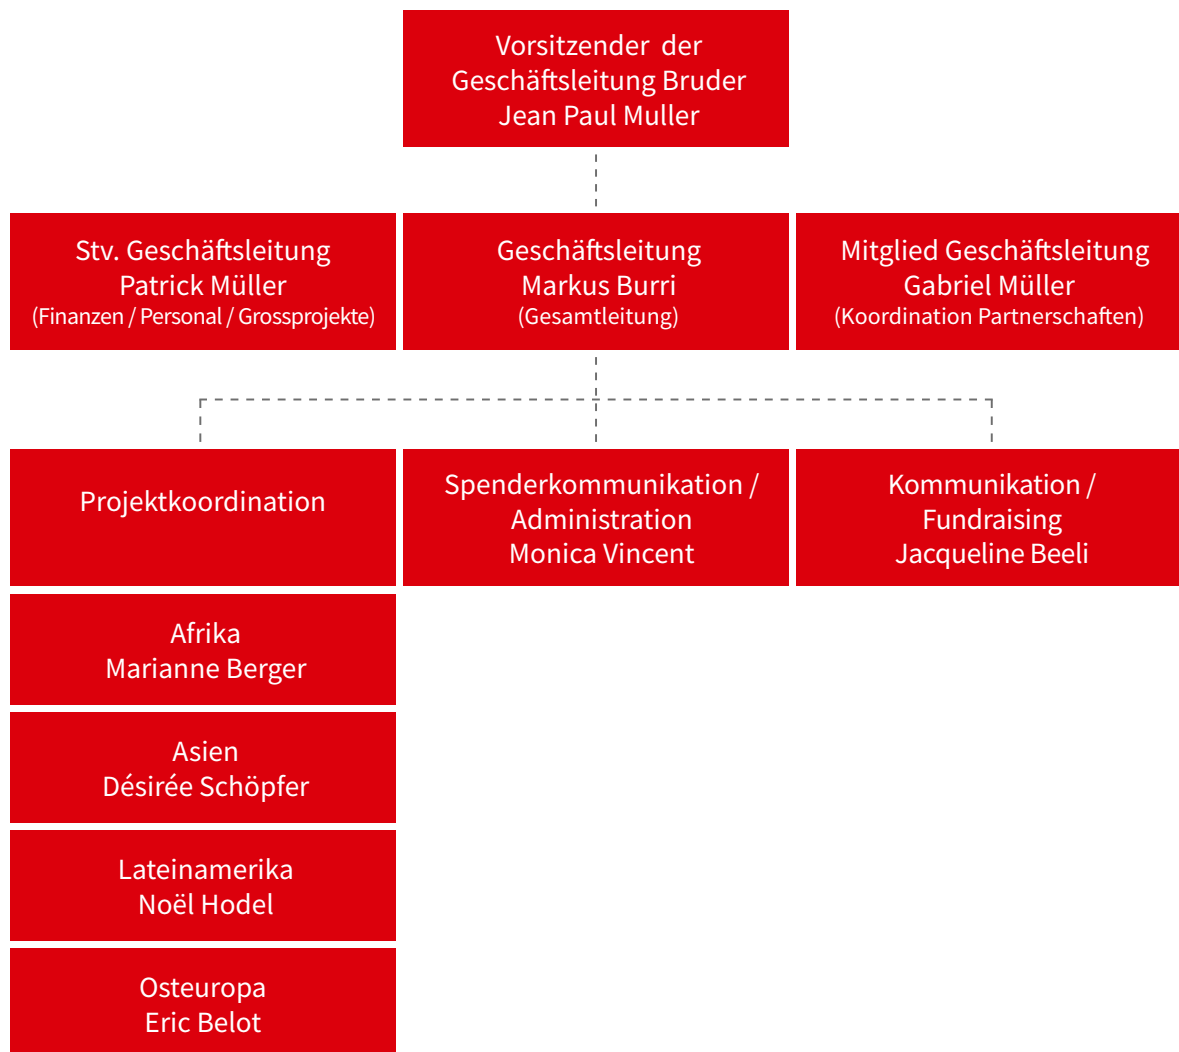 Vorsitzender der
Geschäftsleitung Bruder
Jean Paul Muller
Stv. Geschäftsleitung
Patrick Müller
(Finanzen / Personal / Grossprojekte)
Geschäftsleitung
Markus Burri
(Gesamtleitung)
Mitglied Geschäftsleitung
Gabriel Müller
(Koordination Partnerschaften)
Projektkoordination
Spenderkommunikation /
Administration
Monica Vincent
Kommunikation /
Fundraising
Jacqueline Beeli
Afrika
Marianne Berger
Asien
Désirée Schöpfer
Lateinamerika
Noël Hodel
Osteuropa
Eric Belot